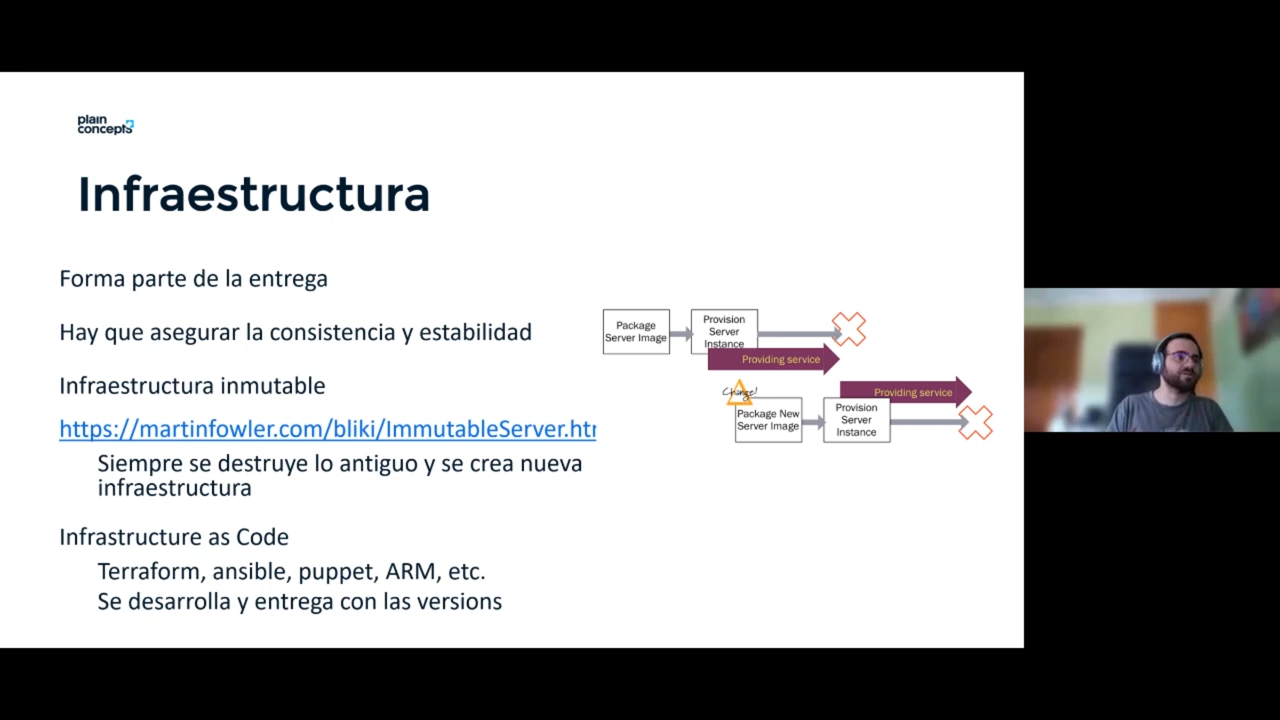 plain
concepts
Infraestructura
Forma parte de la entrega
Hay que asegurar la consistencia y estabilidad
Infraestructura inmutable
https://martinfowler.com/bliki/ImmutableServer.htm
Siempre se destruye lo antiguo y se crea nueva
infraestructura
Infrastructure as Code
Terraform, ansible, puppet, ARM, etc.
Se desarrolla y entrega con las versions
Package
Server Image
Provision
Server
Instance
Providing service
Change!
Package New
Server Image
Provision
Server
Instance
Providing service